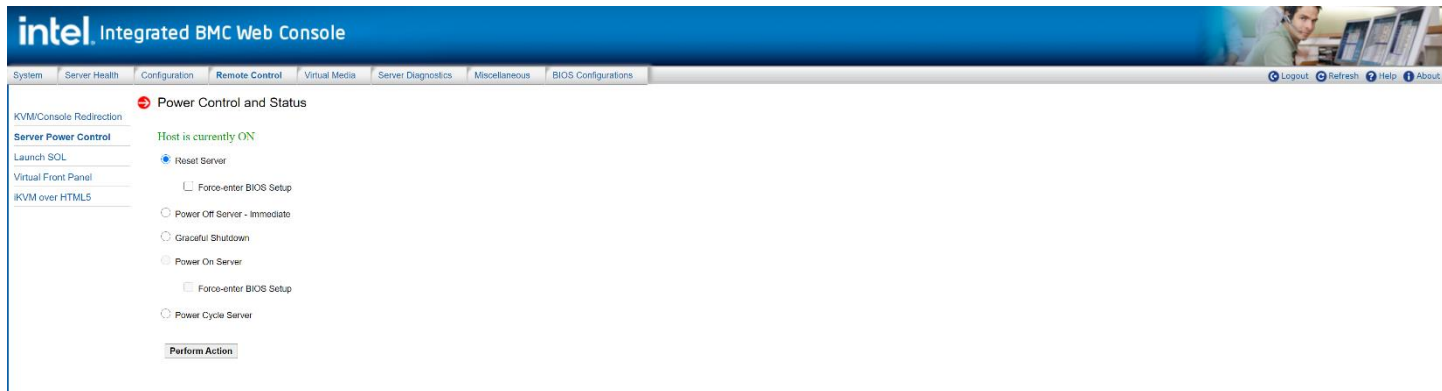 intel. Integrated BMC Web Console
System Server Health Configuration Remote Control Virtual Media Server Diagnostics Miscellaneous BIOS Configurations
Logout Refresh Help About
Power Control and Status
KVM/Console Redirection
Server Power Control
Launch SOL
Virtual Front Panel
iKVM over HTML5
Host is currently ON
Reset Server
Force-enter BIOS Setup
Power Off Server - Immediate
Graceful Shutdown
Power On Server
Force-enter BIOS Setup
Power Cycle Server
Perform Action